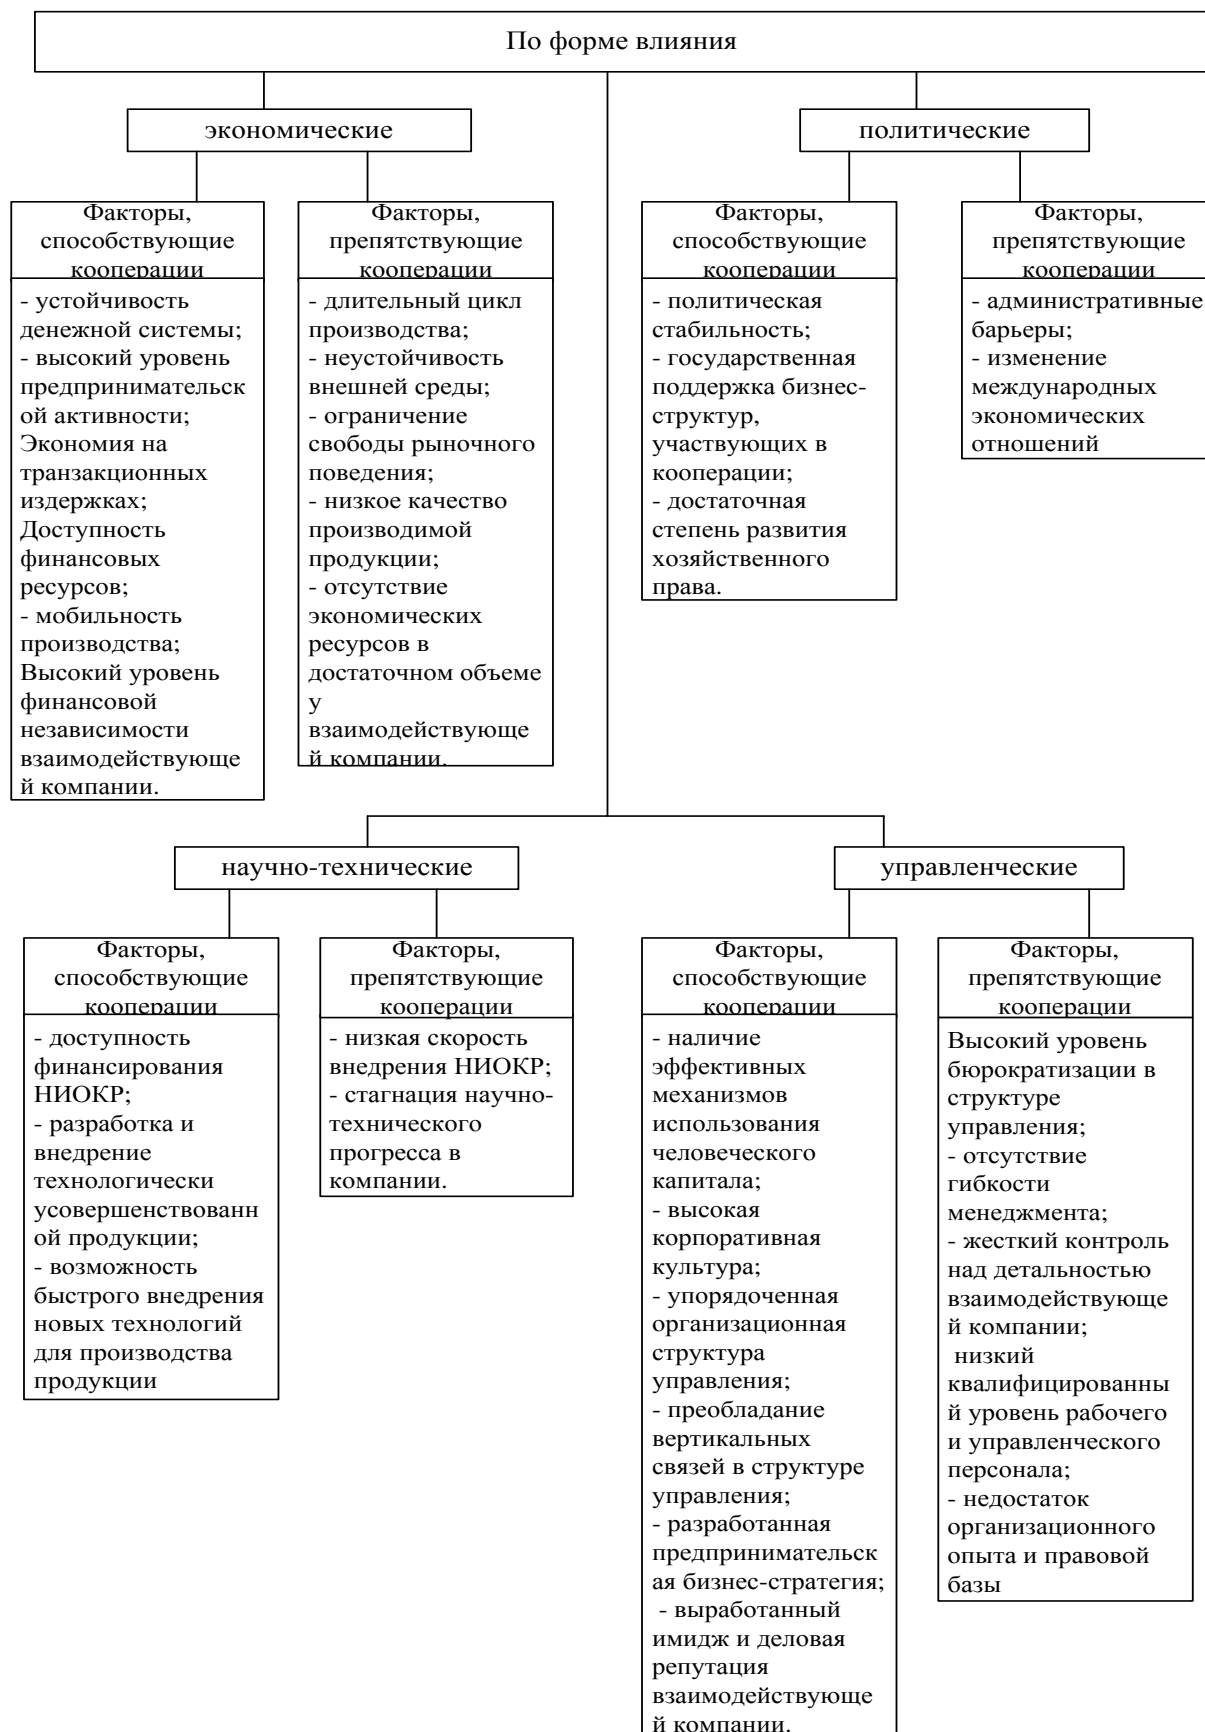 По форме влияния
экономические
Факторы,
способствующие
кооперации
- устойчивость
денежной системы;
- высокий уровень
предпринимательск
ой активности;
Экономия на
транзакционных
издержках;
Доступность
финансовых
ресурсов;
- мобильность
производства;
Высокий уровень
финансовой
независимости
взаимодействующе
й компании.
Факторы,
препятствующие
кооперации
- длительный цикл
производства;
- неустойчивость
внешней среды;
- ограничение
свободы рыночного
поведения;
- низкое качество
производимой
продукции;
- отсутствие
экономических
ресурсов в
достаточном объеме
у
взаимодействующе
й компании.
политические
Факторы,
способствующие
кооперации
- политическая
стабильность;
- государственная
поддержка бизнес-
структур,
участвующих в
кооперации;
- достаточная
степень развития
хозяйственного
права.
Факторы,
препятствующие
кооперации
- административные
барьеры;
- изменение
международных
экономических
отношений
научно-технические
Факторы,
способствующие
кооперации
- доступность
финансирования
НИОКР;
- разработка и
внедрение
технологически
усовершенствованн
ой продукции;
- возможность
быстрого внедрения
новых технологий
для производства
продукции
Факторы,
препятствующие
кооперации
- низкая скорость
внедрения НИОКР;
- стагнация научно-
технического
прогресса в
компании.
управленческие
Факторы,
способствующие
кооперации
- наличие
эффективных
механизмов
использования
человеческого
капитала;
- высокая
корпоративная
культура;
- упорядоченная
организационная
структура
управления;
- преобладание
вертикальных
связей в структуре
управления;
- разработанная
предпринимательск
ая бизнес-стратегия;
- выработанный
имидж и деловая
репутация
взаимодействующе
й компании.
Факторы,
препятствующие
кооперации
Высокий уровень
бюрократизации в
структуре
управления;
- отсутствие
гибкости
менеджмента;
- жесткий контроль
над детальностью
взаимодействующе
й компании;
низкий
квалифицированны
й уровень рабочего
и управленческого
персонала;
- недостаток
организационного
опыта и правовой
базы